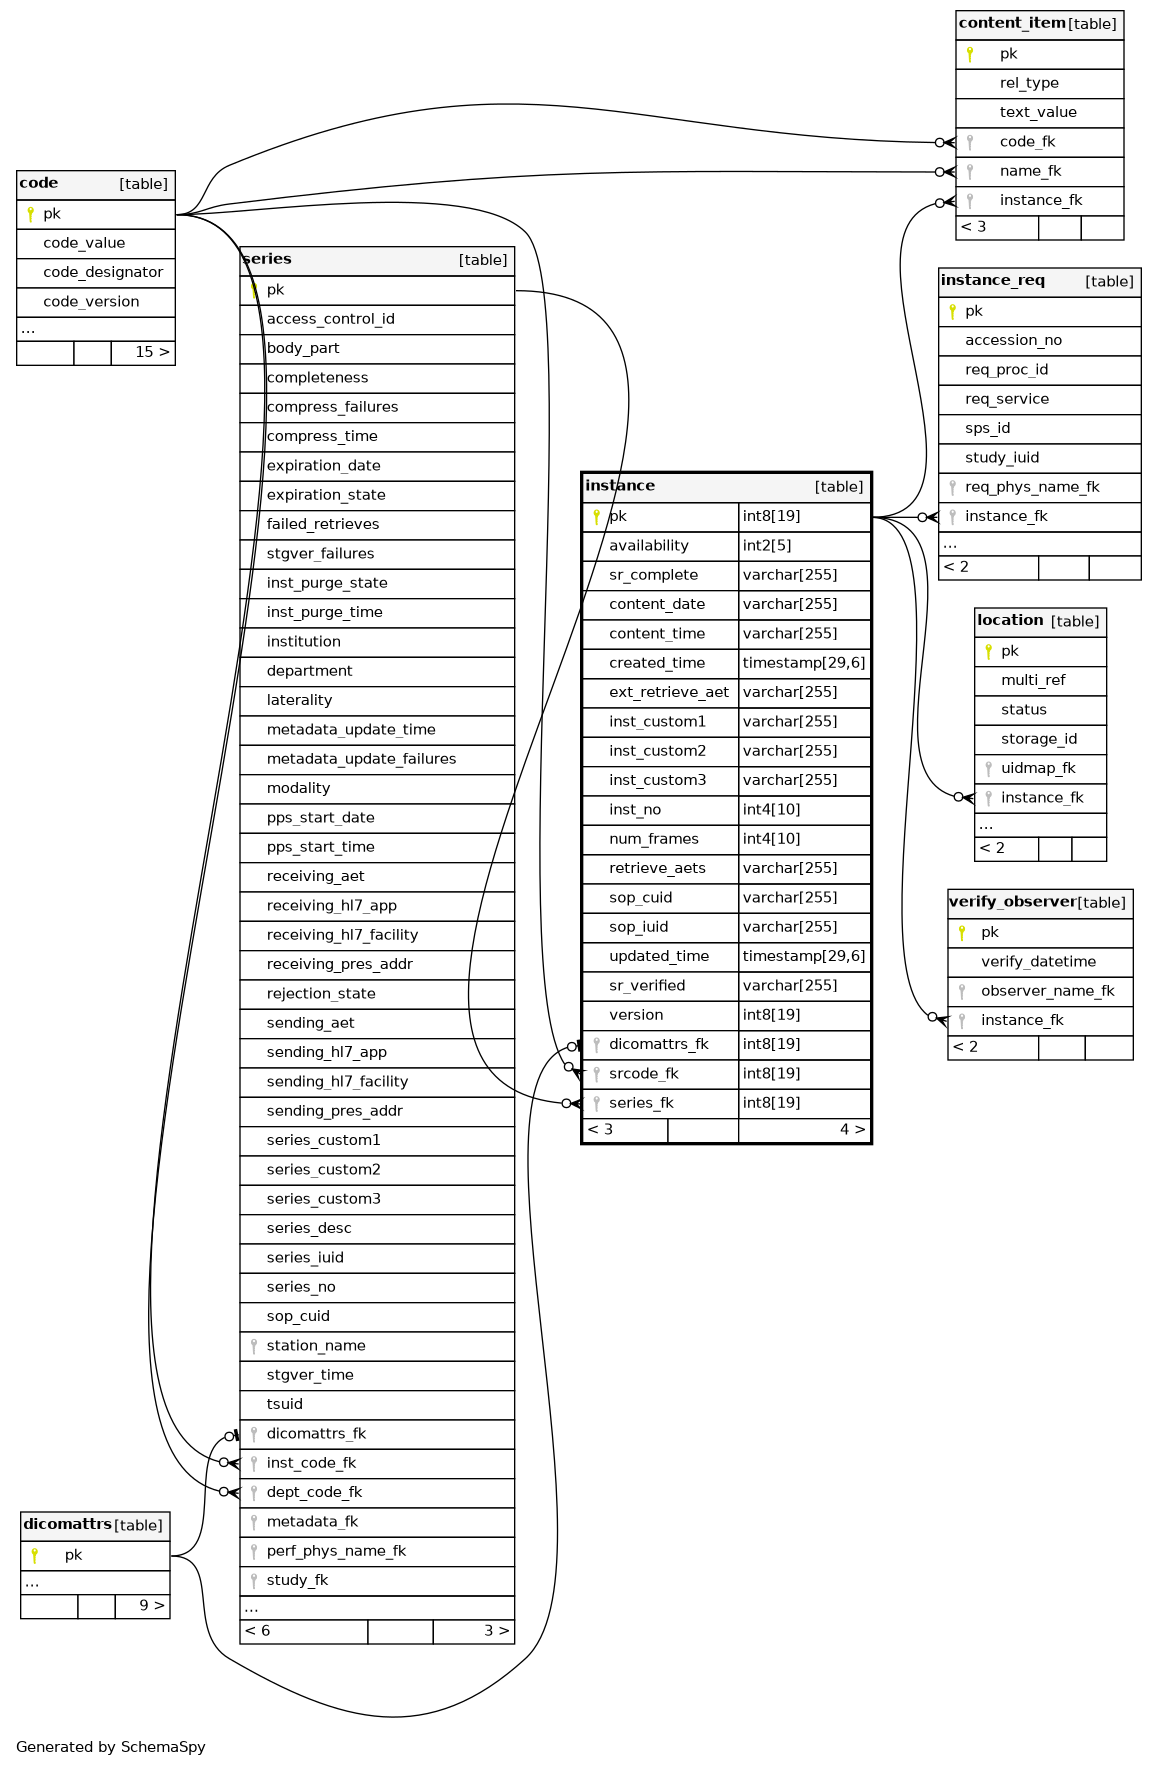 content_item [table]
pk
rel_type
text_value
code_fk
name_fk
instance_fk
< 3
code [table]
pk
code_value
code_designator
code_version
...
15 >
series [table]
pk
access_control_id
body_part
completeness
compress_failures
compress_time
expiration_date
expiration_state
failed_retrieves
stgver_failures
inst_purge_state
inst_purge_time
institution
department
laterality
metadata_update_time
metadata_update_failures
modality
pps_start_date
pps_start_time
receiving_aet
receiving_hl7_app
receiving_hl7_facility
receiving_pres_addr
rejection_state
sending_aet
sending_hl7_app
sending_hl7_facility
sending_pres_addr
series_custom1
series_custom2
series_custom3
series_desc
series_iuid
series_no
sop_cuid
station_name
stgver_time
tsuid
dicomattrs_fk
inst_code_fk
dept_code_fk
metadata_fk
perf_phys_name_fk
study_fk
...
< 6 3 >
instance [table]
pk int8[19]
availability int2[5]
sr_complete varchar[255]
content_date varchar[255]
content_time varchar[255]
created_time timestamp[29,6]
ext_retrieve_aet varchar[255]
inst_custom1 varchar[255]
inst_custom2 varchar[255]
inst_custom3 varchar[255]
inst_no int4[10]
num_frames int4[10]
retrieve_aets varchar[255]
sop_cuid varchar[255]
sop_iuid varchar[255]
updated_time timestamp[29,6]
sr_verified varchar[255]
version int8[19]
dicomattrs_fk int8[19]
srcode_fk int8[19]
series_fk int8[19]
< 3 4 >
instance_req [table]
pk
accession_no
req_proc_id
req_service
sps_id
study_iuid
req_phys_name_fk
instance_fk
...
< 2
location [table]
pk
multi_ref
status
storage_id
uidmap_fk
instance_fk
...
< 2
verify_observer [table]
pk
verify_datetime
observer_name_fk
instance_fk
< 2
dicomattrs [table]
pk
...
9 >
Generated by SchemaSpy